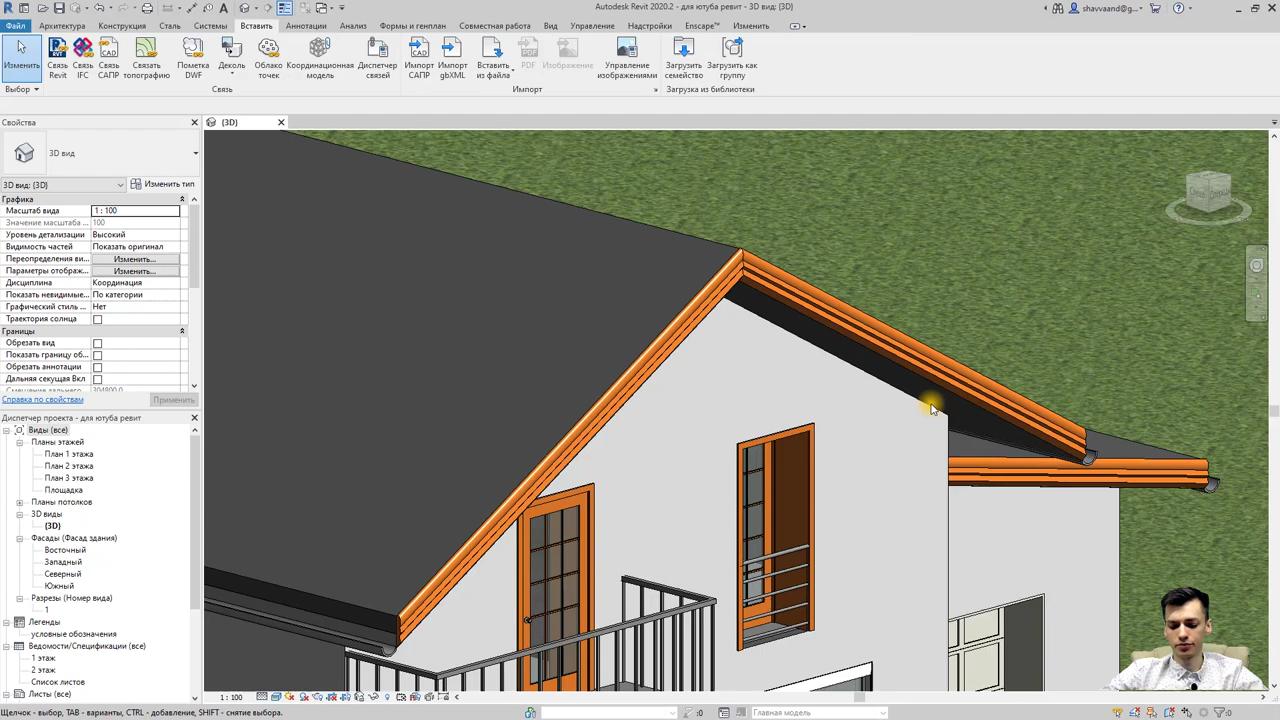 Autodesk Revit 2020.2 - для ютуба ревит - 3D вид: {3D}
shavvaand@g...
Файл Архитектура Конструкция Сталь Системы Вставить Аннотации Анализ Формы и генплан Совместная работа Вид Управление Надстройки Enscape™ Изменить
Изменить
Связь Revit
Связь IFC
Связь САПР
Связать топографию
Пометка DWF
Деколь
Облако точек
Координационная модель
Диспетчер связей
Импорт САПР
Импорт gbXML
Вставить из файла
PDF
Изображение
Управление изображениями
Загрузить семейство
Загрузить как группу
Выбор
Связь
Импорт
Загрузка из библиотеки
Свойства
{3D}
3D вид
3D вид: {3D}
Изменить тип
Графика
Масштаб вида 1 : 100
Значение масштаба ... 100
Уровень детализации Высокий
Видимость частей Показать оригинал
Переопределения ви... Изменить...
Параметры отображ... Изменить...
Дисциплина Координация
Показать невидимые... По категории
Графический стиль ... Нет
Траектория солнца
Границы
Обрезать вид
Показать границу об...
Обрезать аннотации
Дальняя секущая Вкл
Справка по свойствам
Применить
Диспетчер проекта - для ютуба ревит
Виды (все)
Планы этажей
План 1 этажа
План 2 этажа
План 3 этажа
Площадка
Планы потолков
3D виды
{3D}
Фасады (Фасад здания)
Восточный
Западный
Северный
Южный
Разрезы (Номер вида)
1
Легенды
условные обозначения
Ведомости/Спецификации (все)
1 этаж
2 этаж
Список листов
Листы (все)
1 : 100
Щелчок - выбор, TAB - варианты, CTRL - добавление, SHIFT - снятие выбора.
:0
Главная модель
:0